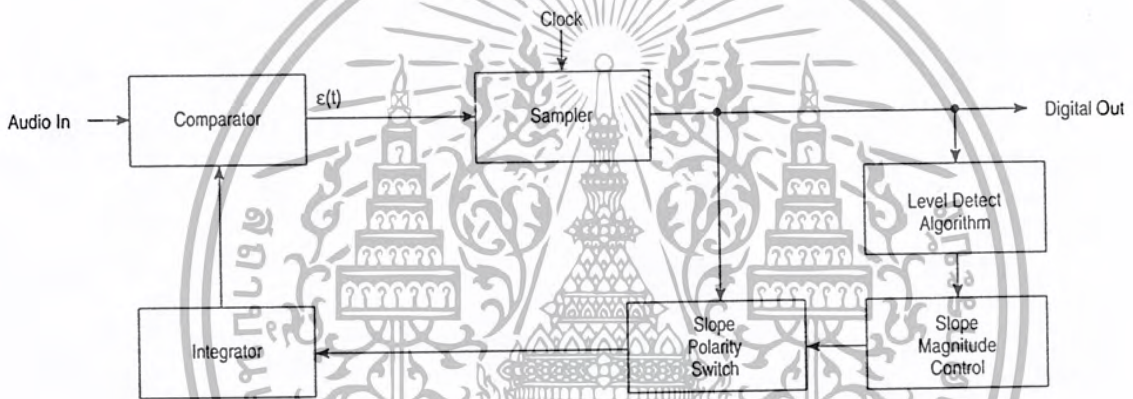 Clock
Audio In
Comparator
ε(t)
Sampler
Digital Out
Level Detect
Algorithm
Integrator
Slope
Polarity
Switch
Slope
Magnitude
Control